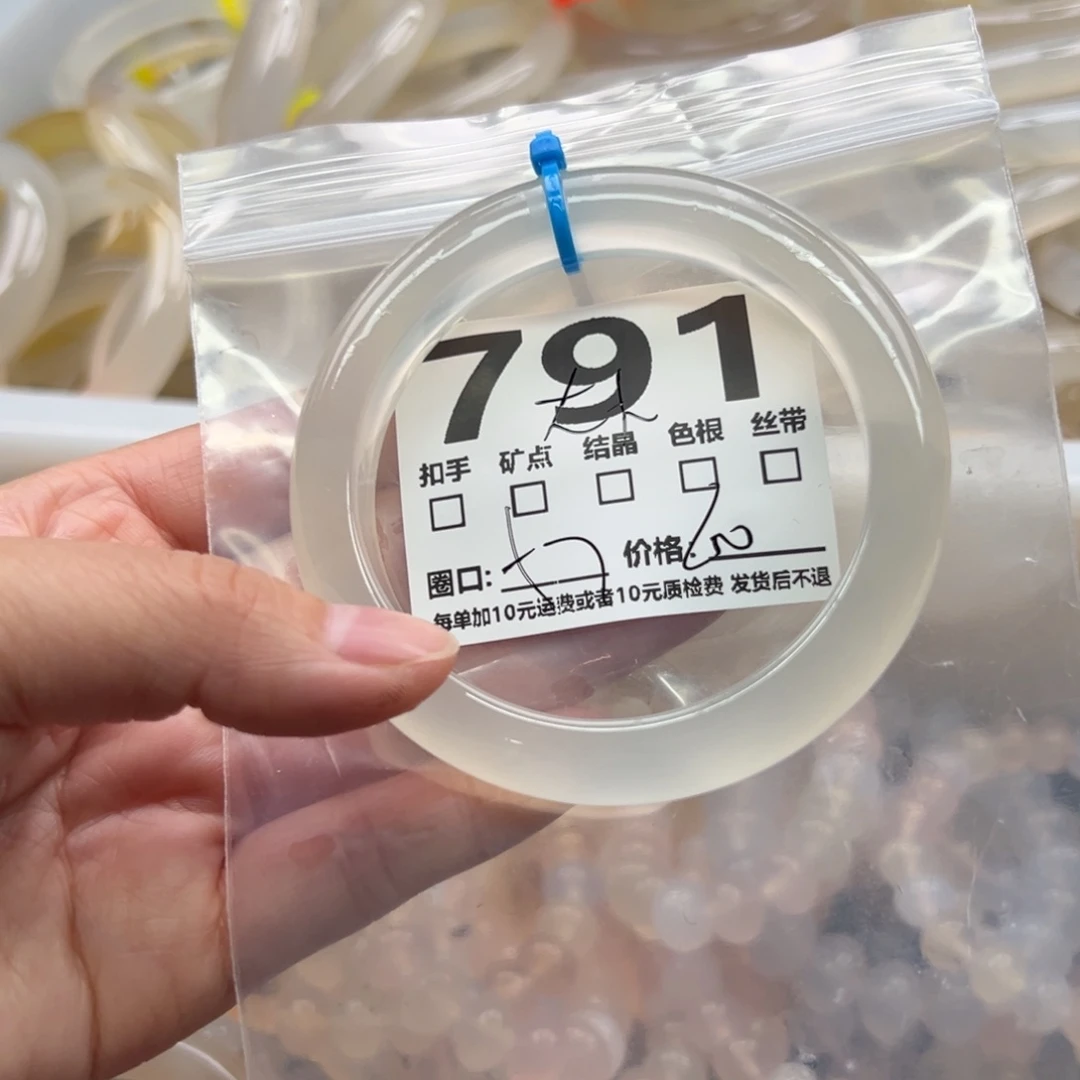 791
扣手 矿点 结晶 色根 丝带
圈口: 价格:
每单加10元运费或者10元质检费 发货后不退